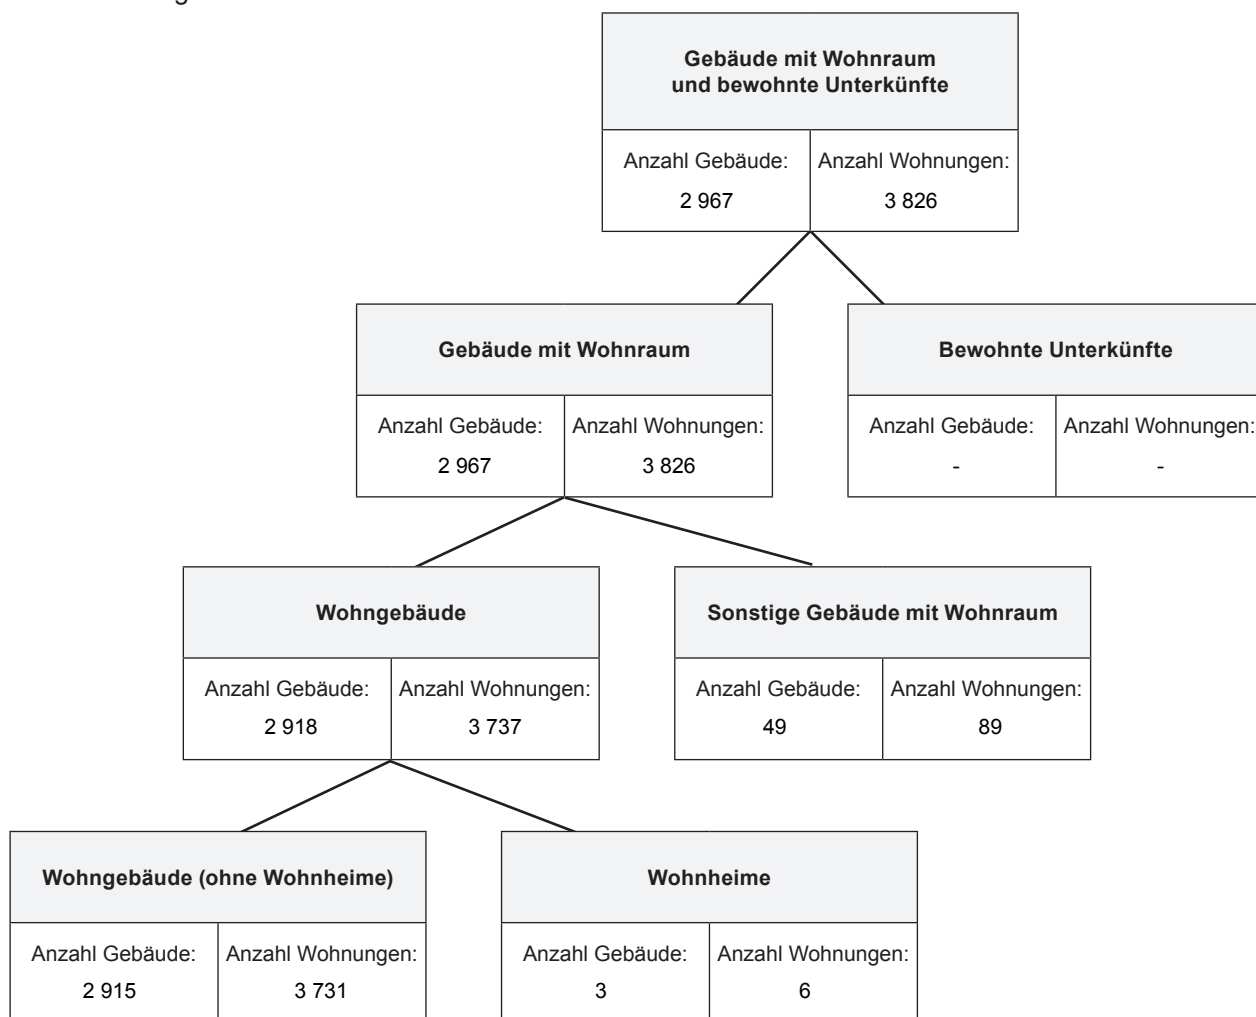 Gebäude mit Wohnraum
und bewohnte Unterkünfte
Anzahl Gebäude: Anzahl Wohnungen:
2 967 3 826
Gebäude mit Wohnraum
Anzahl Gebäude: Anzahl Wohnungen:
2 967 3 826
Bewohnte Unterkünfte
Anzahl Gebäude: Anzahl Wohnungen:
- -
Wohngebäude
Anzahl Gebäude: Anzahl Wohnungen:
2 918 3 737
Sonstige Gebäude mit Wohnraum
Anzahl Gebäude: Anzahl Wohnungen:
49 89
Wohngebäude (ohne Wohnheime)
Anzahl Gebäude: Anzahl Wohnungen:
2 915 3 731
Wohnheime
Anzahl Gebäude: Anzahl Wohnungen:
3 6